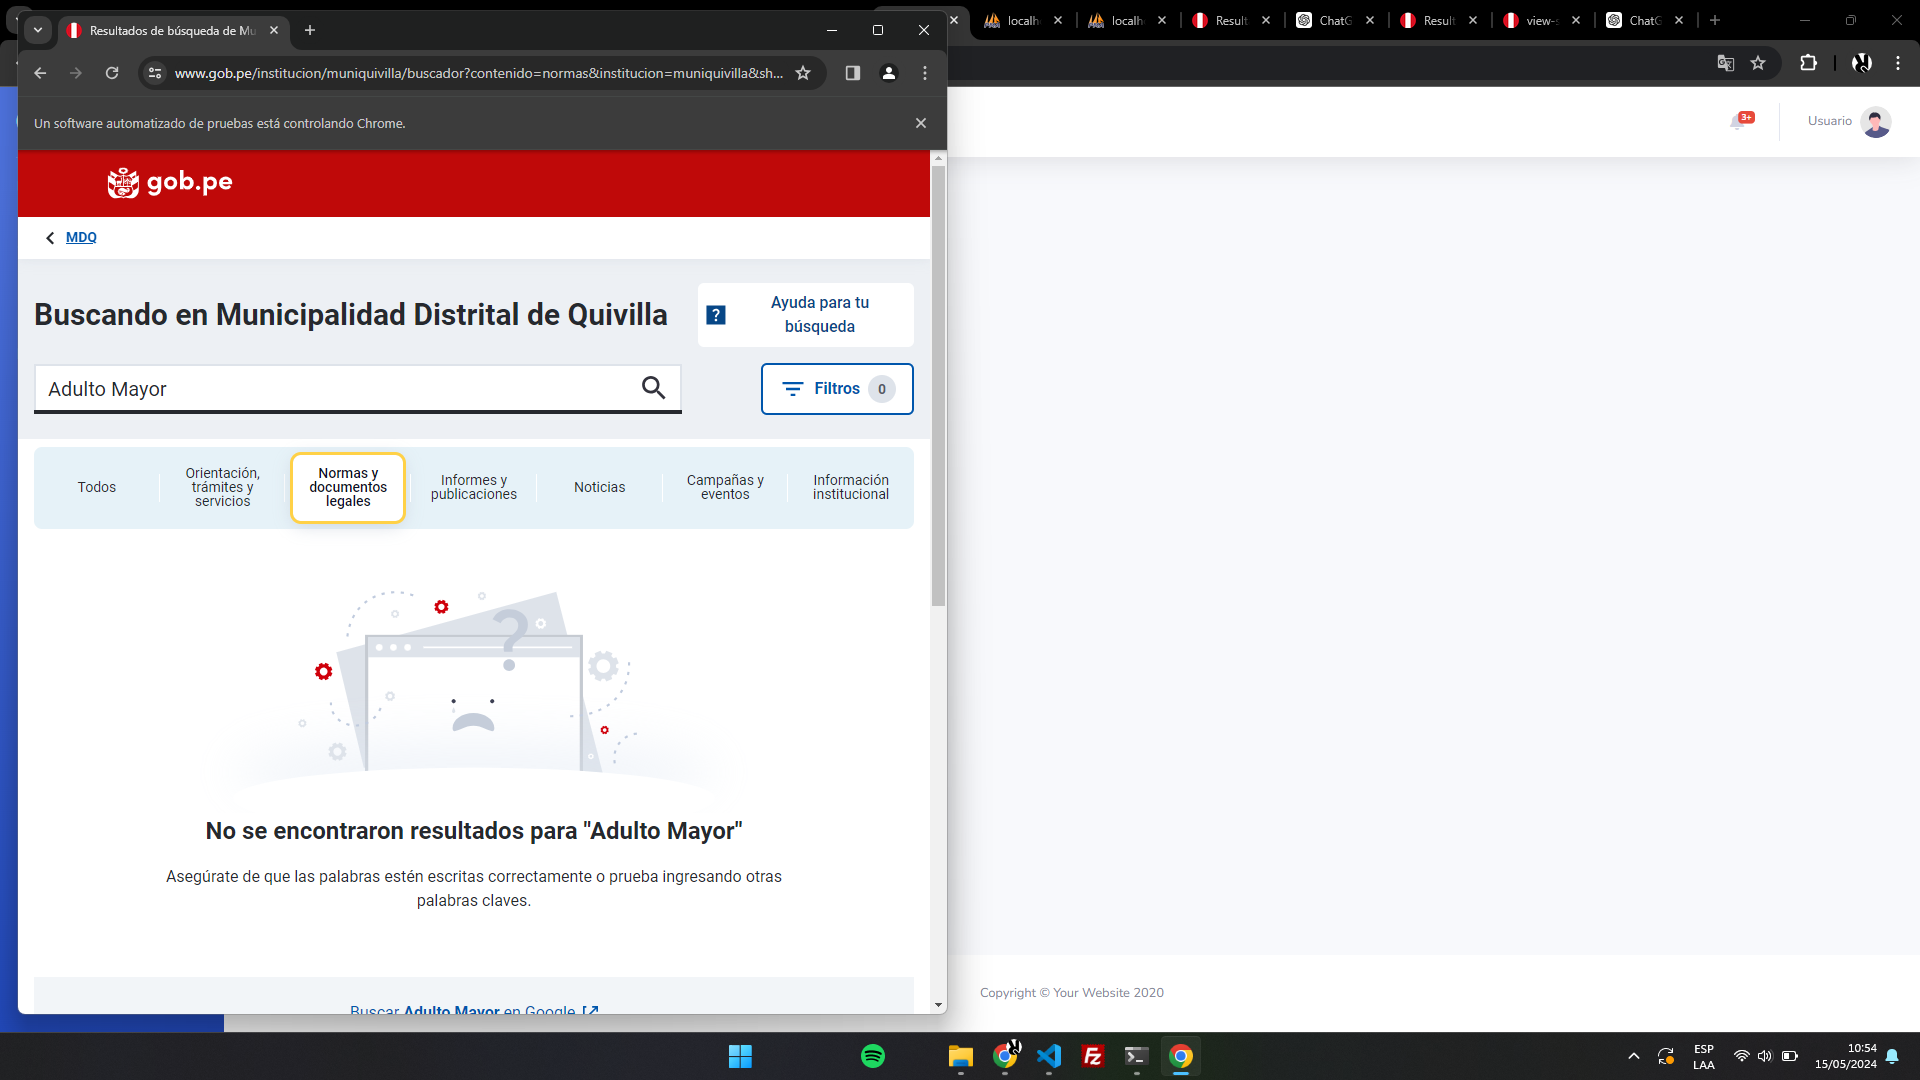 Resultados de búsqueda de Mu
localh
localh
Result
ChatG
Result
view-s
ChatG
www.gob.pe/institucion/muniquivilla/buscador?contenido=normas&institucion=muniquivilla&sh...
Un software automatizado de pruebas está controlando Chrome.
3+
Usuario
gob.pe
MDQ
Buscando en Municipalidad Distrital de Quivilla
?
Ayuda para tu
búsqueda
Adulto Mayor
Filtros 0
Todos
Orientación,
trámites y
servicios
Normas y
documentos
legales
Informes y
publicaciones
Noticias
Campañas y
eventos
Información
institucional
?
No se encontraron resultados para "Adulto Mayor"
Asegúrate de que las palabras estén escritas correctamente o prueba ingresando otras
palabras claves.
Buscar Adulto Mayor en Google
Copyright © Your Website 2020
Fz
ESP
LAA
10:54
15/05/2024